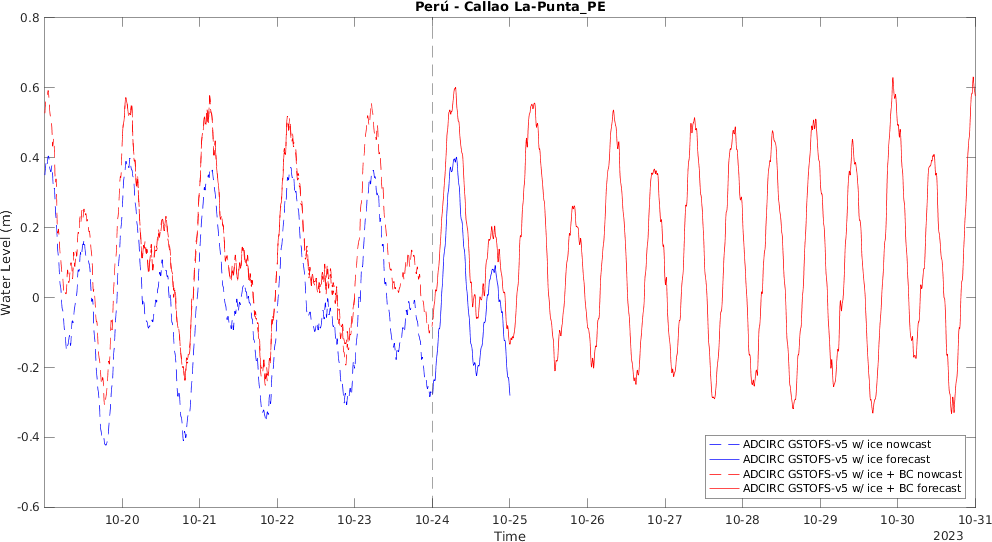 Perú - Callao La-Punta_PE
0.8
0.6
0.4
0.2
0
-0.2
-0.4
-0.6
Water Level (m)
ADCIRC GSTOFS-v5 w/ ice nowcast
ADCIRC GSTOFS-v5 w/ ice forecast
ADCIRC GSTOFS-v5 w/ ice + BC nowcast
ADCIRC GSTOFS-v5 w/ ice + BC forecast
10-20 10-21 10-22 10-23 10-24 10-25 10-26 10-27 10-28 10-29 10-30 10-31
Time
2023